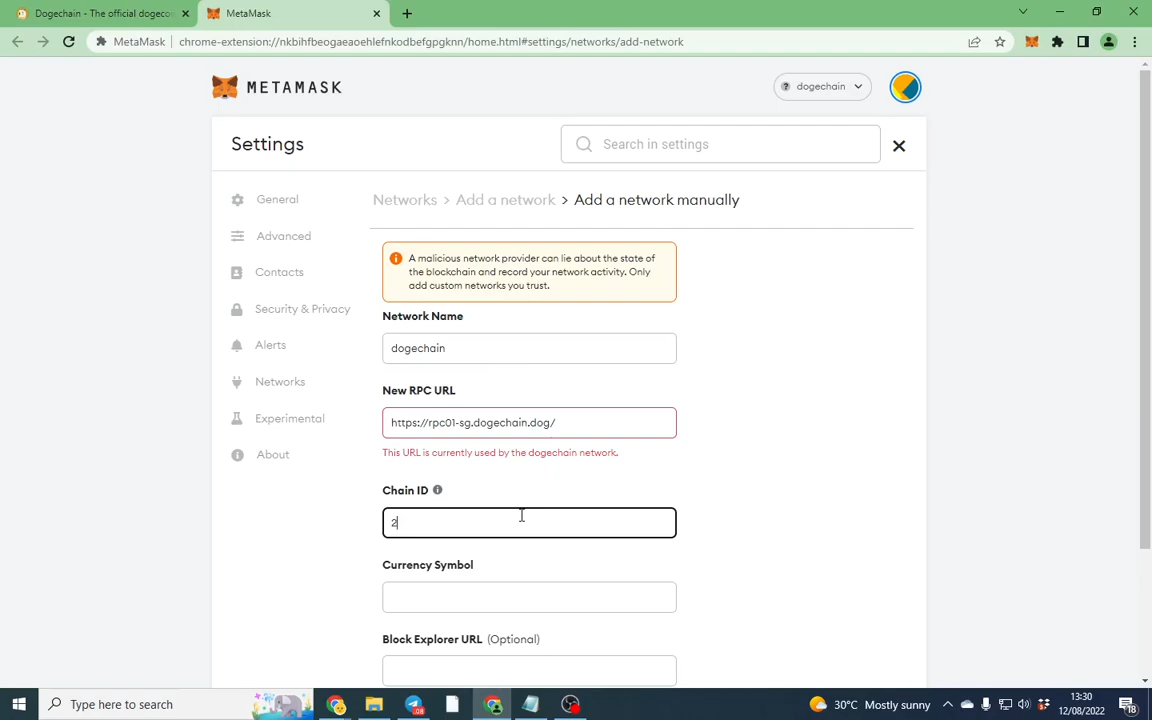 Dogechain - The official dogecoi
MetaMask
MetaMask
chrome-extension://nkbihfbeogaeaoehlefnkodbefgpgknn/home.html#settings/networks/add-network
METAMASK
dogechain
Settings
Search in settings
General
Advanced
Contacts
Security & Privacy
Alerts
Networks
Experimental
About
Networks > Add a network > Add a network manually
A malicious network provider can lie about the state of
the blockchain and record your network activity. Only
add custom networks you trust.
Network Name
dogechain
New RPC URL
https://rpc01-sg.dogechain.dog/
This URL is currently used by the dogechain network.
Chain ID
2
Currency Symbol
Block Explorer URL (Optional)
Type here to search
30°C Mostly sunny
13:30
12/08/2022
18